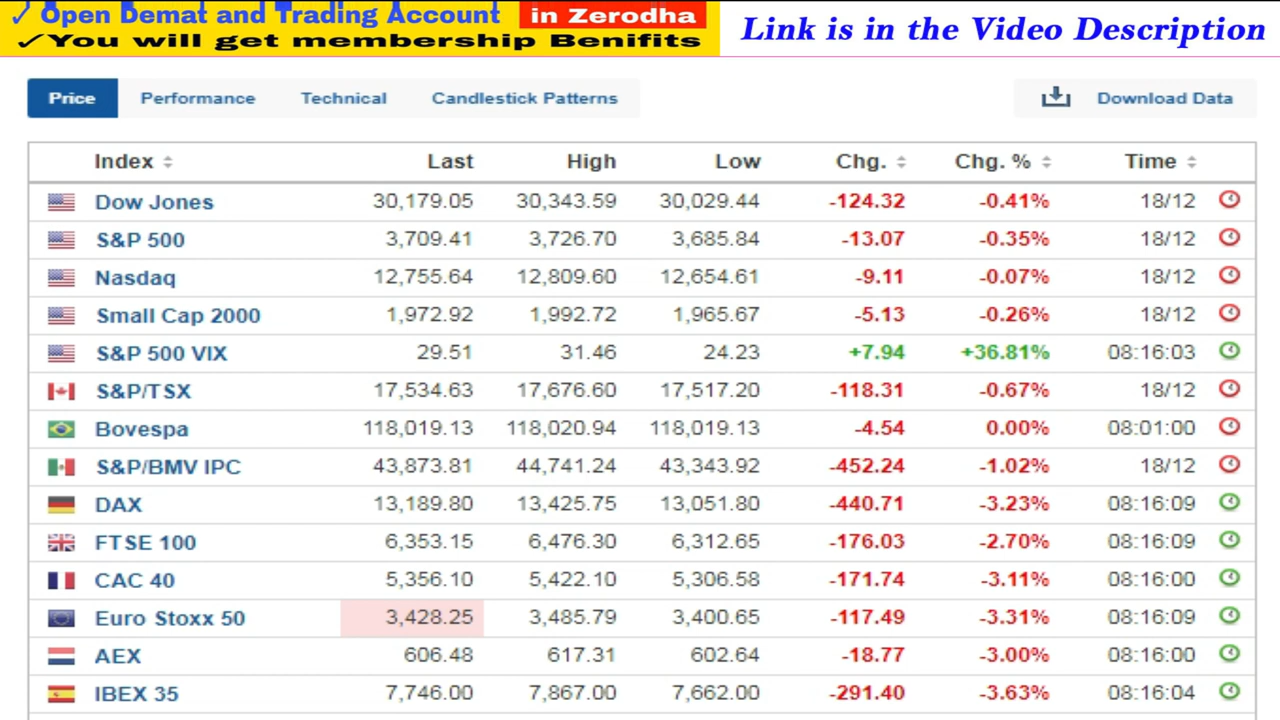 ✓ Open Demat and Trading Account in Zerodha
✓You will get membership Benifits
Link is in the Video Description
Price Performance Technical Candlestick Patterns Download Data
Index Last High Low Chg. Chg. % Time
Dow Jones 30,179.05 30,343.59 30,029.44 -124.32 -0.41% 18/12
S&P 500 3,709.41 3,726.70 3,685.84 -13.07 -0.35% 18/12
Nasdaq 12,755.64 12,809.60 12,654.61 -9.11 -0.07% 18/12
Small Cap 2000 1,972.92 1,992.72 1,965.67 -5.13 -0.26% 18/12
S&P 500 VIX 29.51 31.46 24.23 +7.94 +36.81% 08:16:03
S&P/TSX 17,534.63 17,676.60 17,517.20 -118.31 -0.67% 18/12
Bovespa 118,019.13 118,020.94 118,019.13 -4.54 0.00% 08:01:00
S&P/BMV IPC 43,873.81 44,741.24 43,343.92 -452.24 -1.02% 18/12
DAX 13,189.80 13,425.75 13,051.80 -440.71 -3.23% 08:16:09
FTSE 100 6,353.15 6,476.30 6,312.65 -176.03 -2.70% 08:16:09
CAC 40 5,356.10 5,422.10 5,306.58 -171.74 -3.11% 08:16:00
Euro Stoxx 50 3,428.25 3,485.79 3,400.65 -117.49 -3.31% 08:16:09
AEX 606.48 617.31 602.64 -18.77 -3.00% 08:16:00
IBEX 35 7,746.00 7,867.00 7,662.00 -291.40 -3.63% 08:16:04